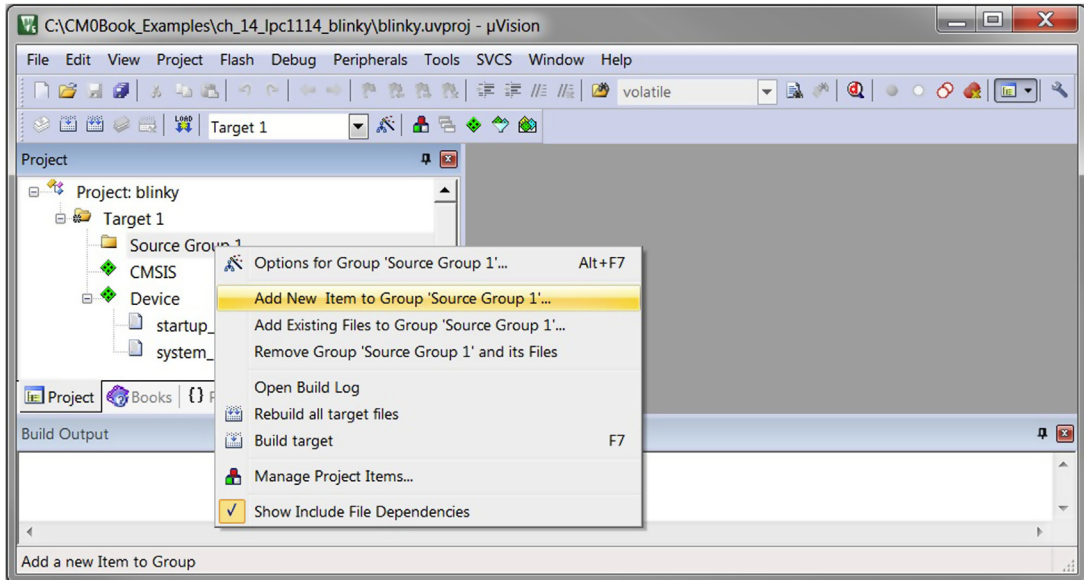 C:\CM0Book_Examples\ch_14_lpc1114_blinky\blinky.uvproj - µVision
File Edit View Project Flash Debug Peripherals Tools SVCS Window Help
volatile
LOAD Target 1
Project
Project: blinky
Target 1
Source Group 1
CMSIS
Device
startup_
system_
Options for Group 'Source Group 1'... Alt+F7
Add New Item to Group 'Source Group 1'...
Add Existing Files to Group 'Source Group 1'...
Remove Group 'Source Group 1' and its Files
Open Build Log
Rebuild all target files
Build target F7
Manage Project Items...
Show Include File Dependencies
Project Books {} F
Build Output
Add a new Item to Group